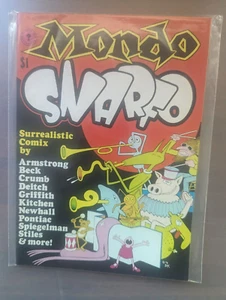 Mondo
$1
SNARFO
Surrealistic
Comix by
Armstrong
Beck
Crumb
Deitch
Griffith
Kitchen
Newhall
Pontiac
Spiegelman
Stiles
& more!